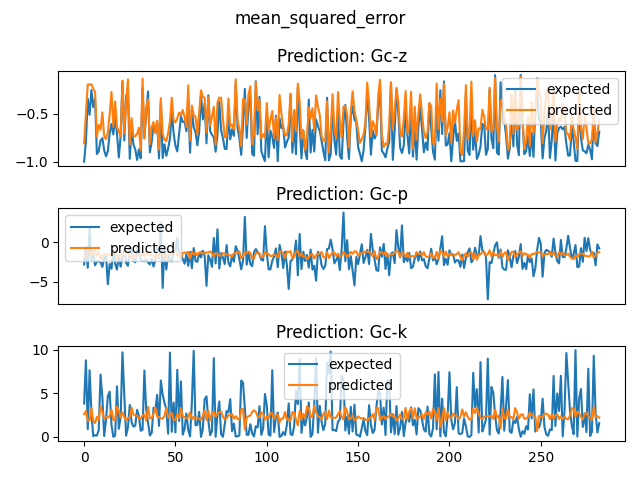 mean_squared_error
Prediction: Gc-z
−0.5
−1.0
expected
predicted
Prediction: Gc-p
0
−5
expected
predicted
Prediction: Gc-k
10
5
0
expected
predicted
0 50 100 150 200 250